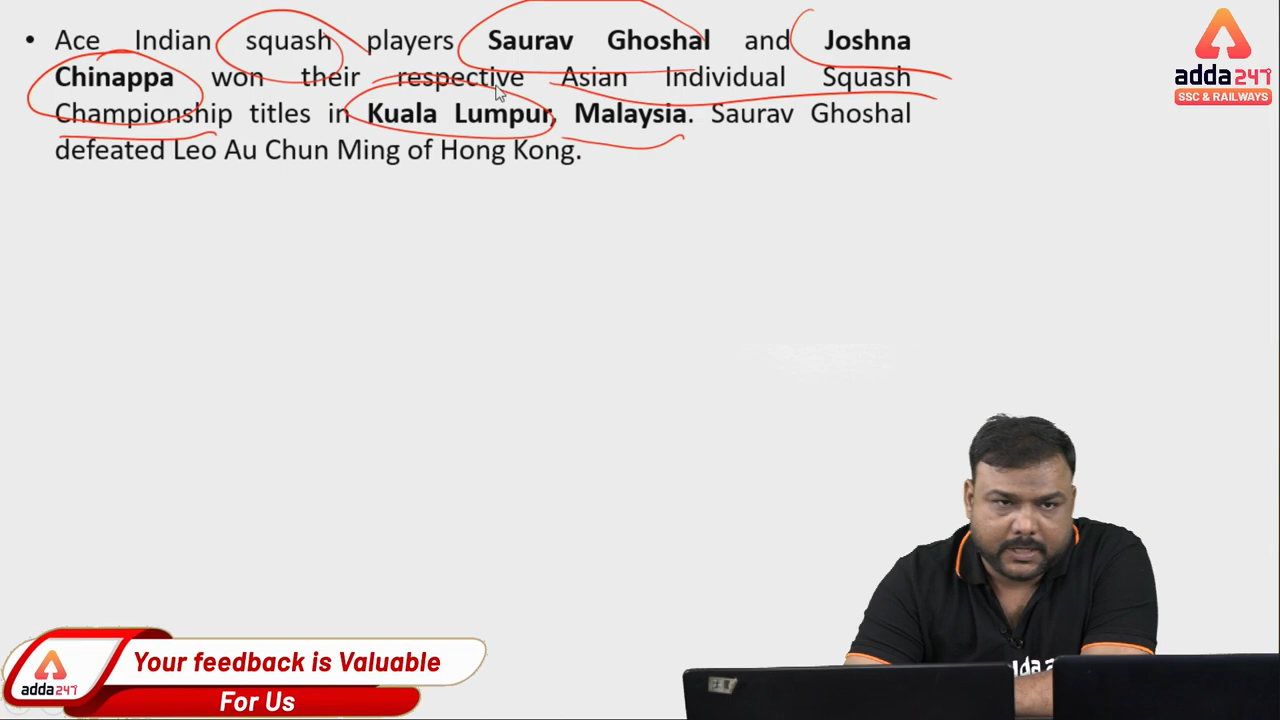 • Ace Indian squash players Saurav Ghoshal and Joshna
Chinappa won their respective Asian Individual Squash
Championship titles in Kuala Lumpur, Malaysia. Saurav Ghoshal
defeated Leo Au Chun Ming of Hong Kong.
adda247
SSC & RAILWAYS
Your feedback is Valuable
adda247
For Us